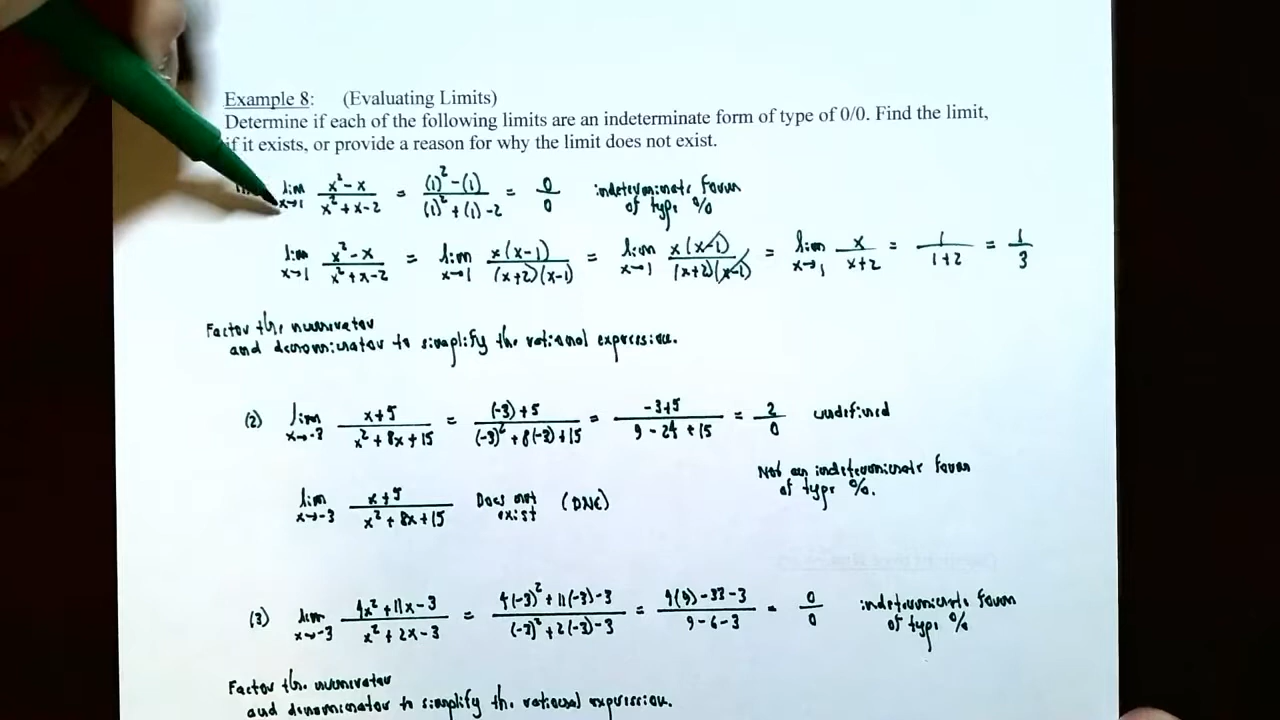 Example 8: (Evaluating Limits)
Determine if each of the following limits are an indeterminate form of type of 0/0. Find the limit,
if it exists, or provide a reason for why the limit does not exist.
lim x→1 (x² - x)/(x² + x - 2) = ((1)² - (1))/((1)² + (1) - 2) = 0/0 indeterminate form
of type 0/0
lim x→1 (x² - x)/(x² + x - 2) = lim x→1 x(x-1)/((x+2)(x-1)) = lim x→1 x(x-1)/((x+2)(x-1)) = lim x→1 x/(x+2) = 1/(1+2) = 1/3
Factor the numerator
and denominator to simplify the rational expression.
(2) lim x→-3 (x+5)/(x² + 8x + 15) = ((-3)+5)/((-3)² + 8(-3) + 15) = (-3+5)/(9 - 24 + 15) = 2/0 undefined
Not an indeterminate form
of type 0/0.
lim x→-3 (x+5)/(x² + 8x + 15) Does not exist (DNE)
(3) lim x→-3 (4x² + 11x - 3)/(x² + 2x - 3) = (4(-3)² + 11(-3) - 3)/((-3)² + 2(-3) - 3) = (4(9) - 33 - 3)/(9 - 6 - 3) = 0/0 indeterminate form
of type 0/0
Factor the numerator
and denominator to simplify the rational expression.